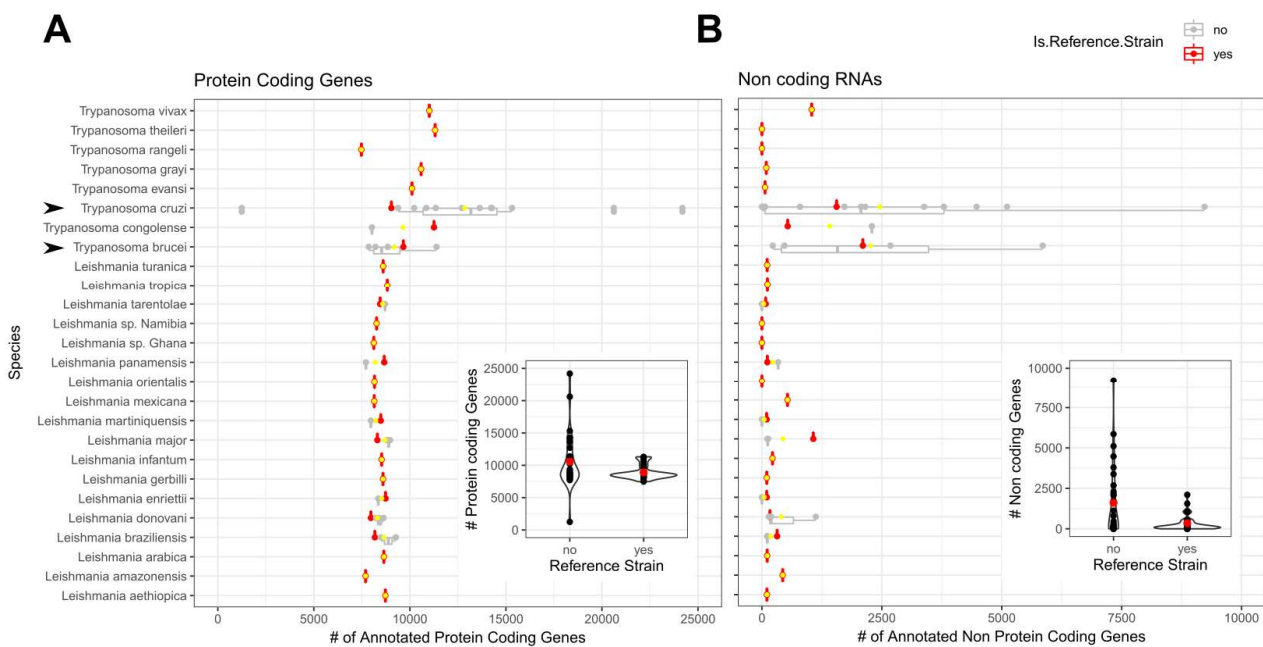 A
B
Is.Reference.Strain
no
yes
Protein Coding Genes
Non coding RNAs
Species
Trypanosoma vivax
Trypanosoma theileri
Trypanosoma rangeli
Trypanosoma grayi
Trypanosoma evansi
Trypanosoma cruzi
Trypanosoma congolense
Trypanosoma brucei
Leishmania turanica
Leishmania tropica
Leishmania tarentolae
Leishmania sp. Namibia
Leishmania sp. Ghana
Leishmania panamensis
Leishmania orientalis
Leishmania mexicana
Leishmania martiniquensis
Leishmania major
Leishmania infantum
Leishmania gerbilli
Leishmania enriettii
Leishmania donovani
Leishmania braziliensis
Leishmania arabica
Leishmania amazonensis
Leishmania aethiopica
0 5000 10000 15000 20000 25000
# of Annotated Protein Coding Genes
# Protein coding Genes
25000
20000
15000
10000
5000
0
no yes
Reference Strain
0 2500 5000 7500 10000
# of Annotated Non Protein Coding Genes
# Non coding Genes
10000
7500
5000
2500
0
no yes
Reference Strain